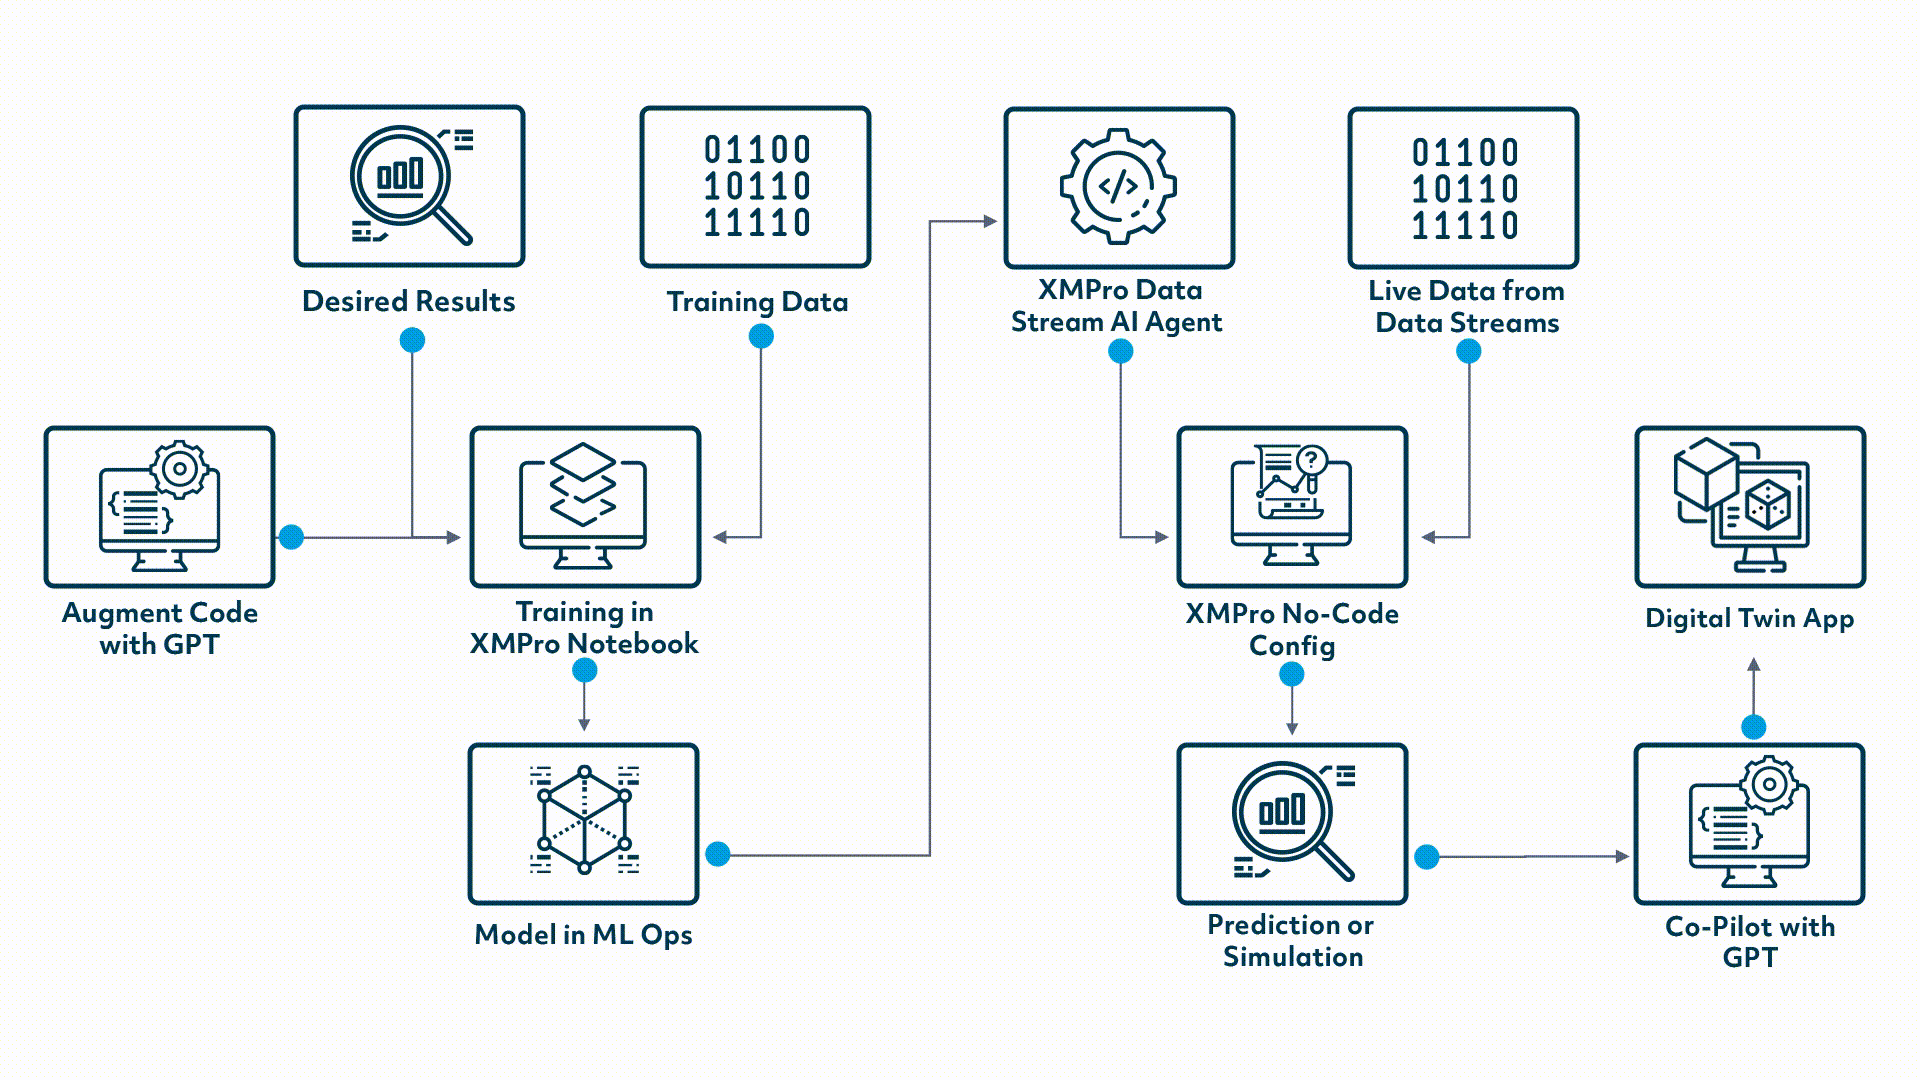 01100
10110
11110
Desired Results
Training Data
01100
10110
11110
XMPro Data
Stream AI Agent
Live Data from
Data Streams
</>
?
{
}
Augment Code
with GPT
Training in
XMPro Notebook
XMPro No-Code
Config
Digital Twin App
{
}
Model in ML Ops
Prediction or
Simulation
Co-Pilot with
GPT